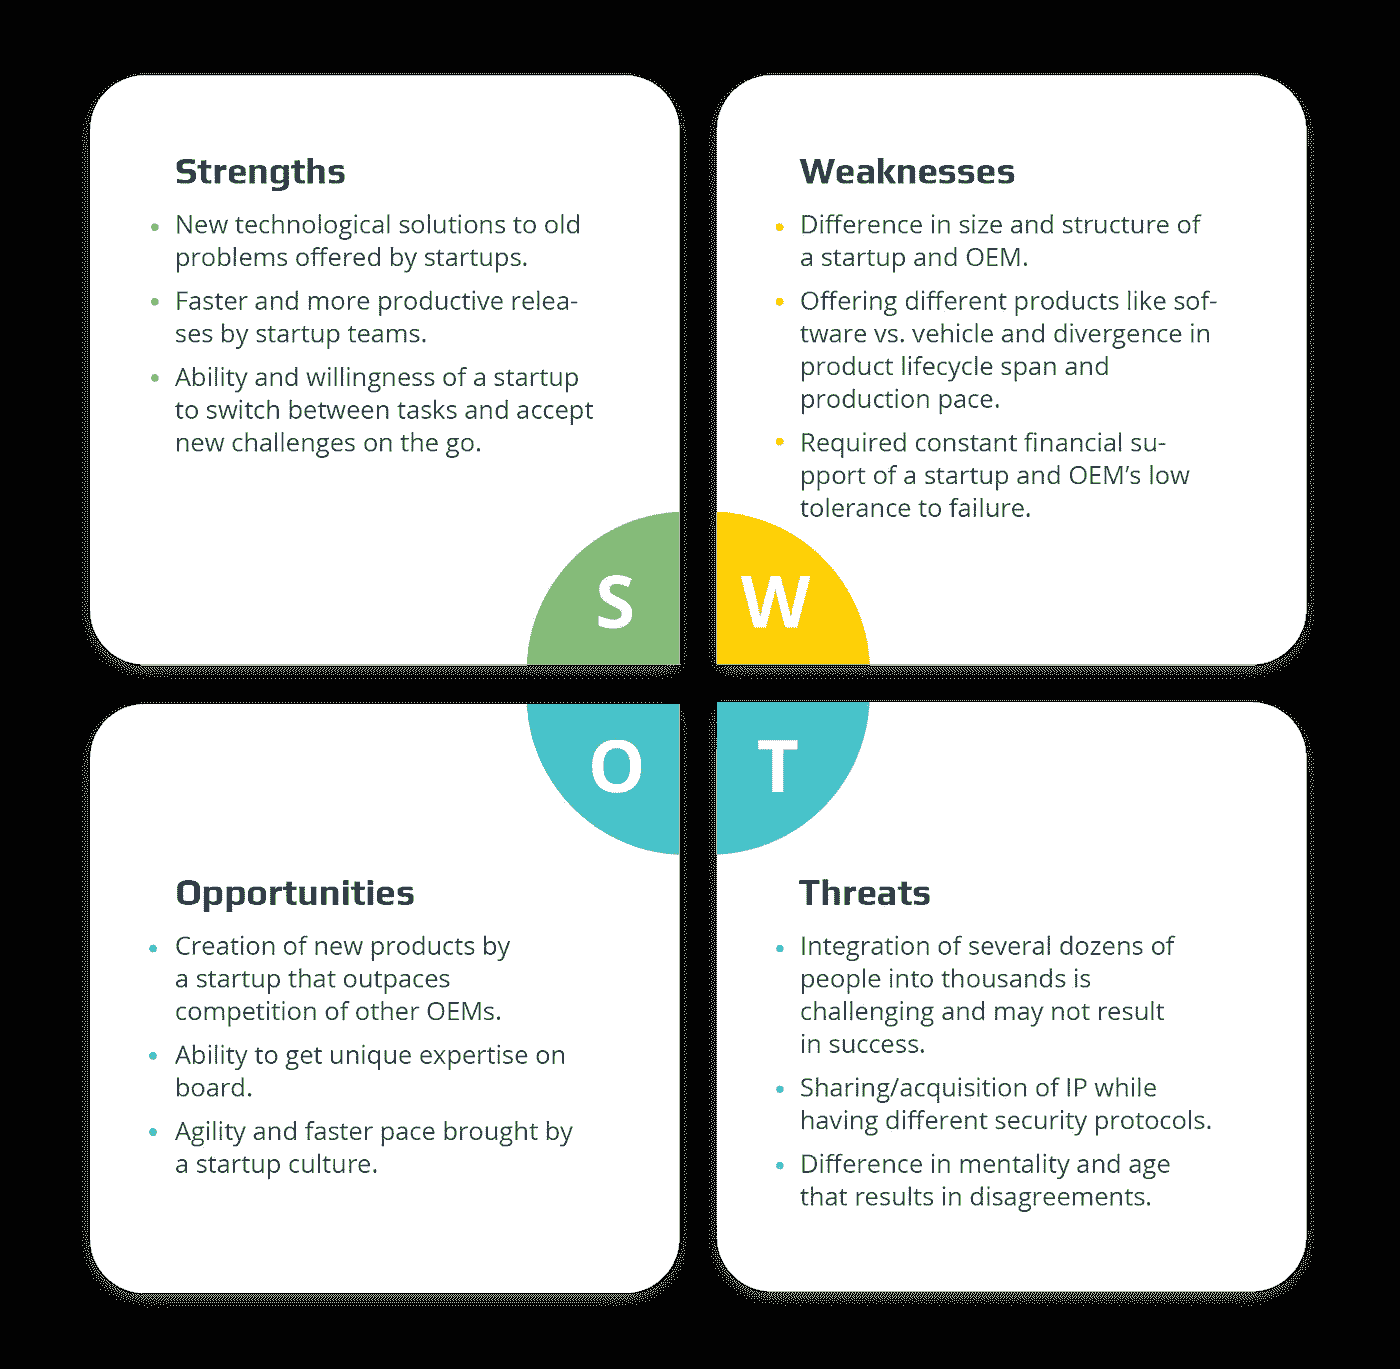 Strengths
New technological solutions to old
problems offered by startups.
Faster and more productive relea-
ses by startup teams.
Ability and willingness of a startup
to switch between tasks and accept
new challenges on the go.
S
Weaknesses
Difference in size and structure of
a startup and OEM.
Offering different products like sof-
tware vs. vehicle and divergence in
product lifecycle span and
production pace.
Required constant financial su-
pport of a startup and OEM’s low
tolerance to failure.
W
O
Opportunities
Creation of new products by
a startup that outpaces
competition of other OEMs.
Ability to get unique expertise on
board.
Agility and faster pace brought by
a startup culture.
T
Threats
Integration of several dozens of
people into thousands is
challenging and may not result
in success.
Sharing/acquisition of IP while
having different security protocols.
Difference in mentality and age
that results in disagreements.